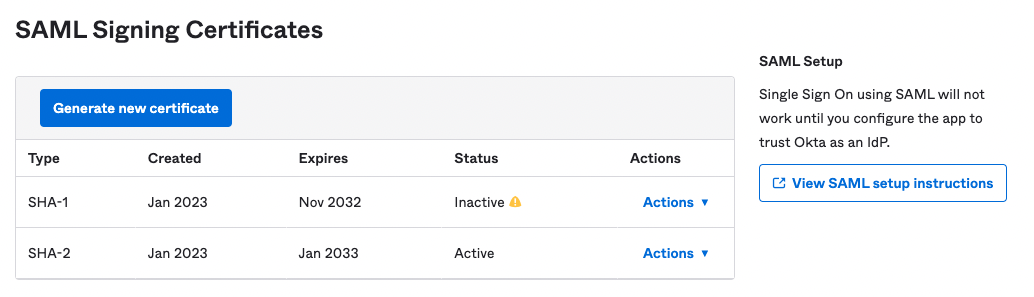 SAML Signing Certificates
Generate new certificate
Type Created Expires Status Actions
SHA-1 Jan 2023 Nov 2032 Inactive Actions ▼
SHA-2 Jan 2023 Jan 2033 Active Actions ▼
SAML Setup
Single Sign On using SAML will not
work until you configure the app to
trust Okta as an IdP.
View SAML setup instructions